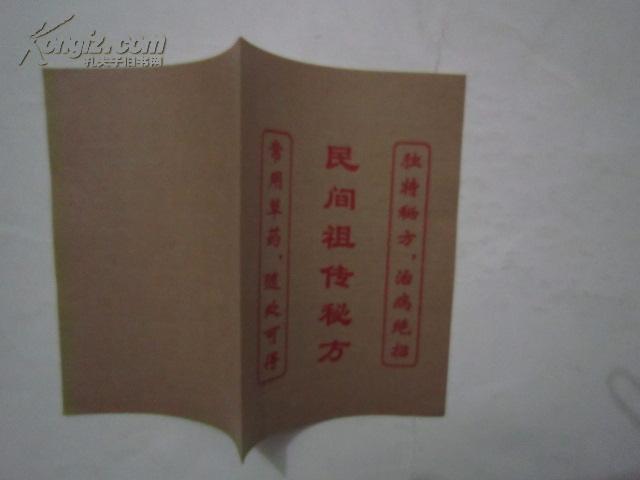 Kongfz.com
孔夫子旧书网
独特秘方，治病绝招
民间祖传秘方
常用草药，随处可得